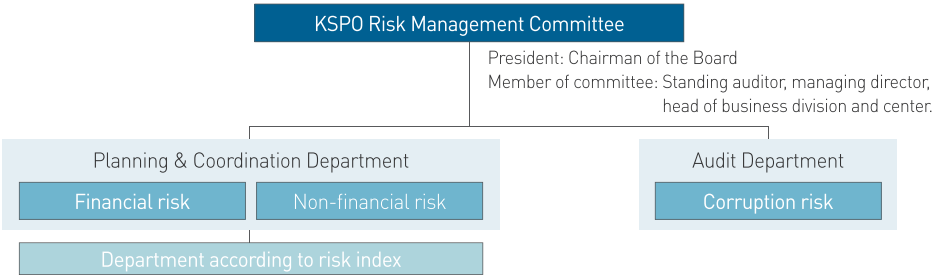 KSPO Risk Management Committee
President: Chairman of the Board
Member of committee: Standing auditor, managing director,
head of business division and center.
Planning & Coordination Department
Audit Department
Financial risk
Non-financial risk
Corruption risk
Department according to risk index